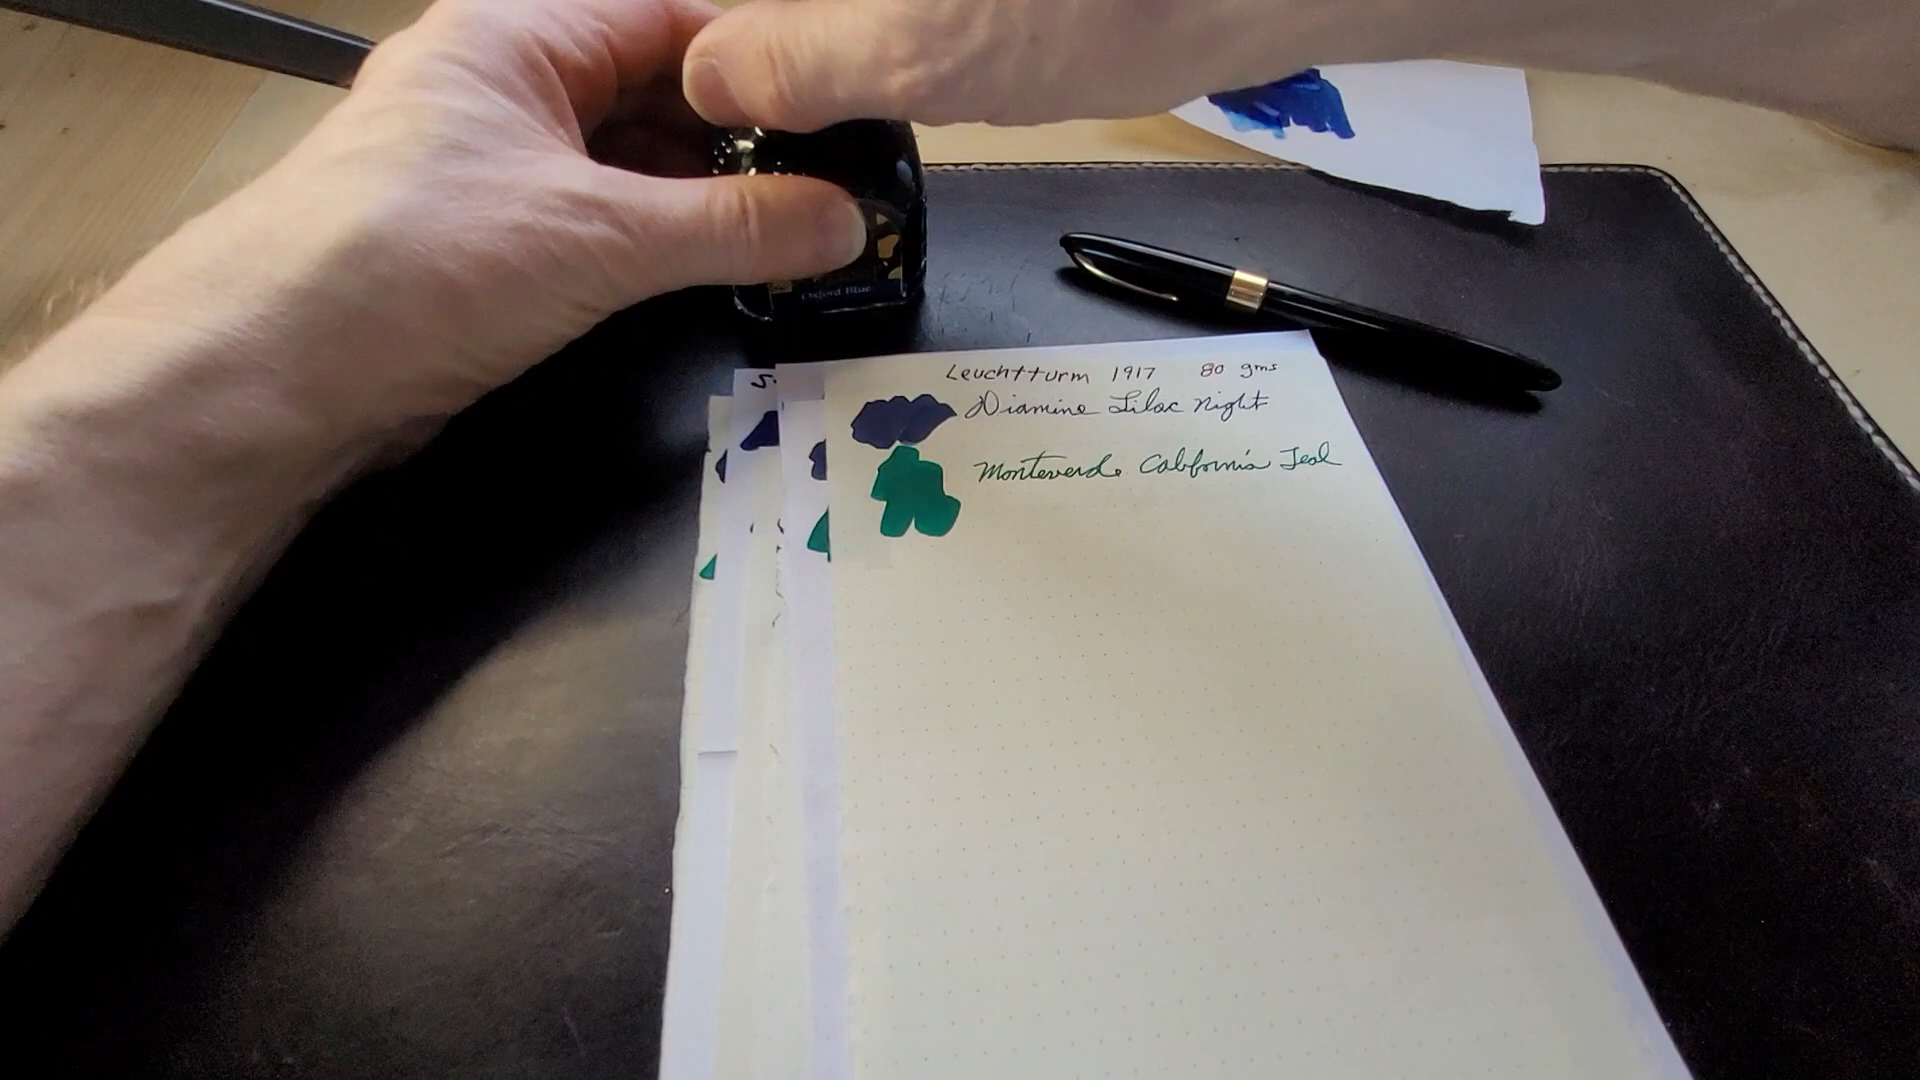 Oxford Blue
Leuchtturm 1917 80 gms
Diamine Lilac Night
Monteverde California Teal